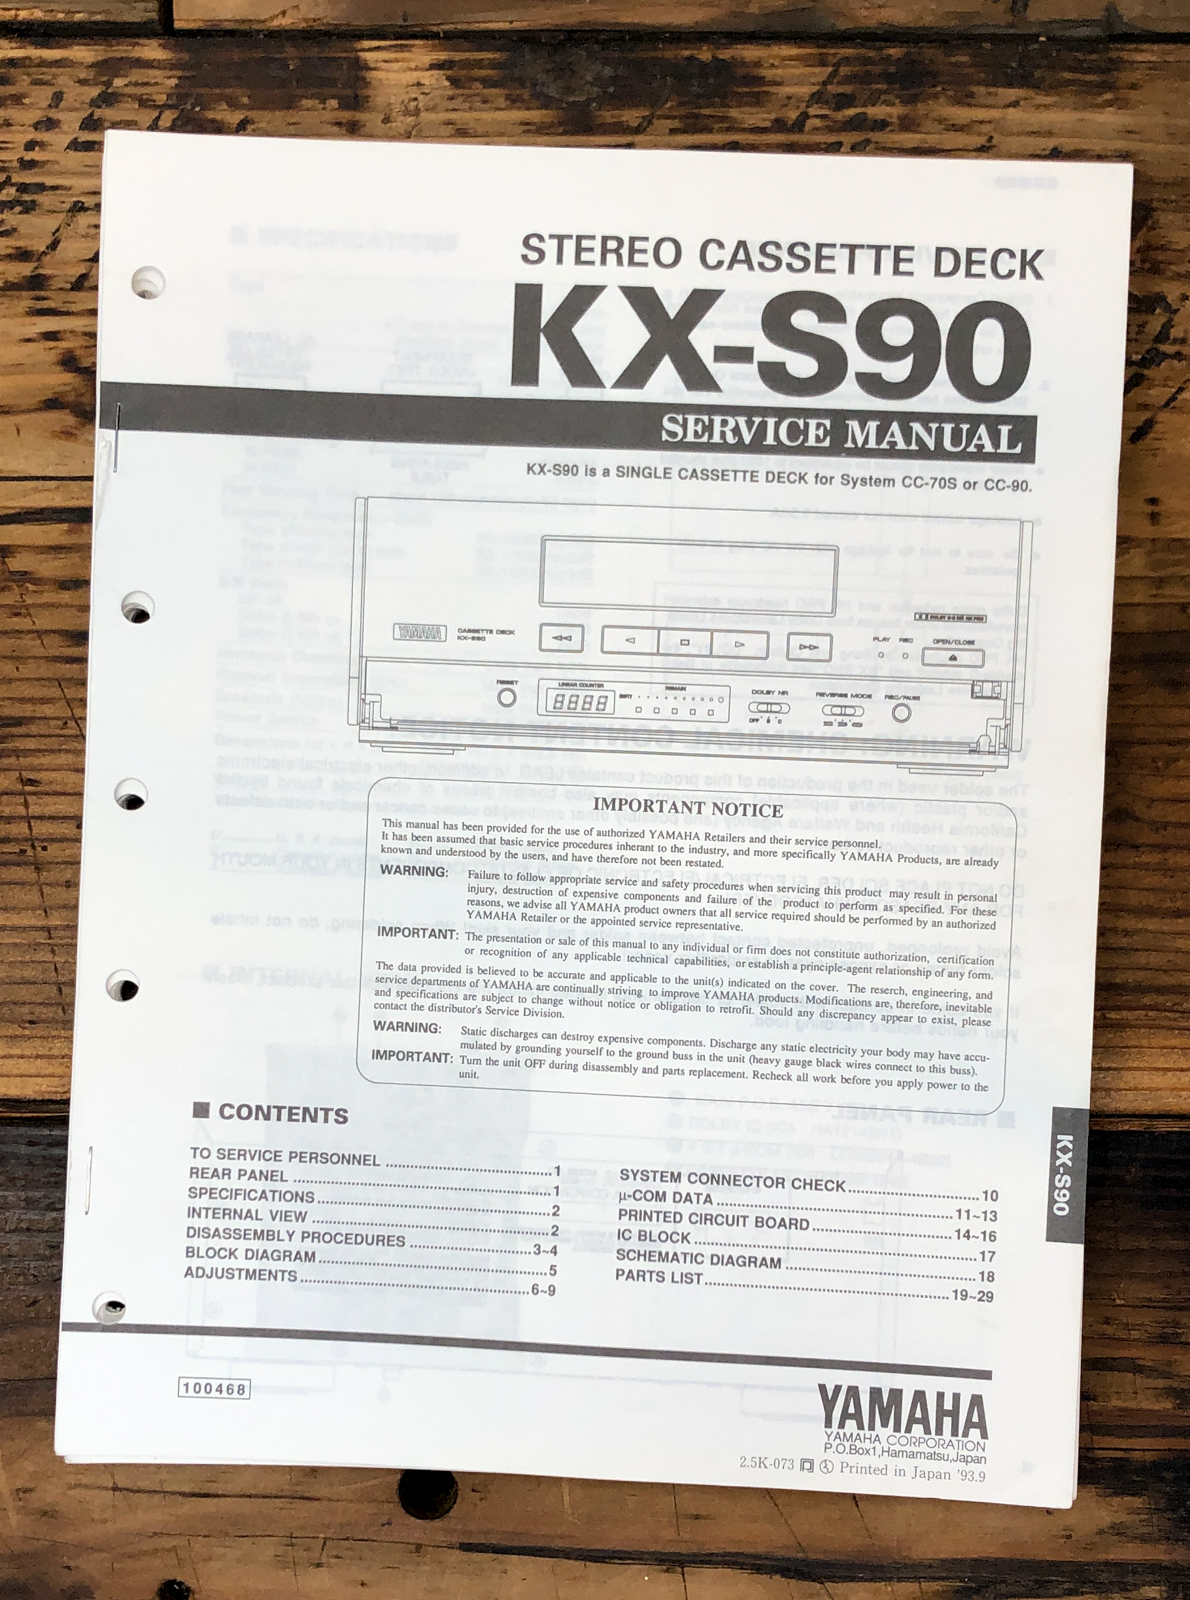 STEREO CASSETTE DECK
KX-S90
SERVICE MANUAL
KX-S90 is a SINGLE CASSETTE DECK for System CC-70S or CC-90.
YAMAHA
CASSETTE DECK
KX-S90
PLAY
REC
OPEN/CLOSE
RESET
LINEAR COUNTER
REMAIN
DOLBY NR
OFF B C
REVERSE MODE
REC/PAUSE
IMPORTANT NOTICE
This manual has been provided for the use of authorized YAMAHA Retailers and their service personnel.
It has been assumed that basic service procedures inherant to the industry, and more specifically YAMAHA Products, are already
known and understood by the users, and have therefore not been restated.
WARNING: Failure to follow appropriate service and safety procedures when servicing this product may result in personal
injury, destruction of expensive components and failure of the product to perform as specified. For these
reasons, we advise all YAMAHA product owners that all service required should be performed by an authorized
YAMAHA Retailer or the appointed service representative.
IMPORTANT: The presentation or sale of this manual to any individual or firm does not constitute authorization, certification
or recognition of any applicable technical capabilities, or establish a principle-agent relationship of any form.
The data provided is believed to be accurate and applicable to the unit(s) indicated on the cover. The reserch, engineering, and
service departments of YAMAHA are continually striving to improve YAMAHA products. Modifications are, therefore, inevitable
and specifications are subject to change without notice or obligation to retrofit. Should any discrepancy appear to exist, please
contact the distributor's Service Division.
WARNING: Static discharges can destroy expensive components. Discharge any static electricity your body may have accu-
mulated by grounding yourself to the ground buss in the unit (heavy gauge black wires connect to this buss).
IMPORTANT: Turn the unit OFF during disassembly and parts replacement. Recheck all work before you apply power to the
unit.
■ CONTENTS
TO SERVICE PERSONNEL ........ 1
REAR PANEL ........ 1
SPECIFICATIONS ........ 2
INTERNAL VIEW ........ 2
DISASSEMBLY PROCEDURES ........ 3~4
BLOCK DIAGRAM ........ 5
ADJUSTMENTS ........ 6~9
SYSTEM CONNECTOR CHECK ........ 10
μ-COM DATA ........ 11~13
PRINTED CIRCUIT BOARD ........ 14~16
IC BLOCK ........ 17
SCHEMATIC DIAGRAM ........ 18
PARTS LIST ........ 19~29
KX-S90
100468
YAMAHA
YAMAHA CORPORATION
P.O.Box1,Hamamatsu,Japan
2.5K-073 Printed in Japan '93.9